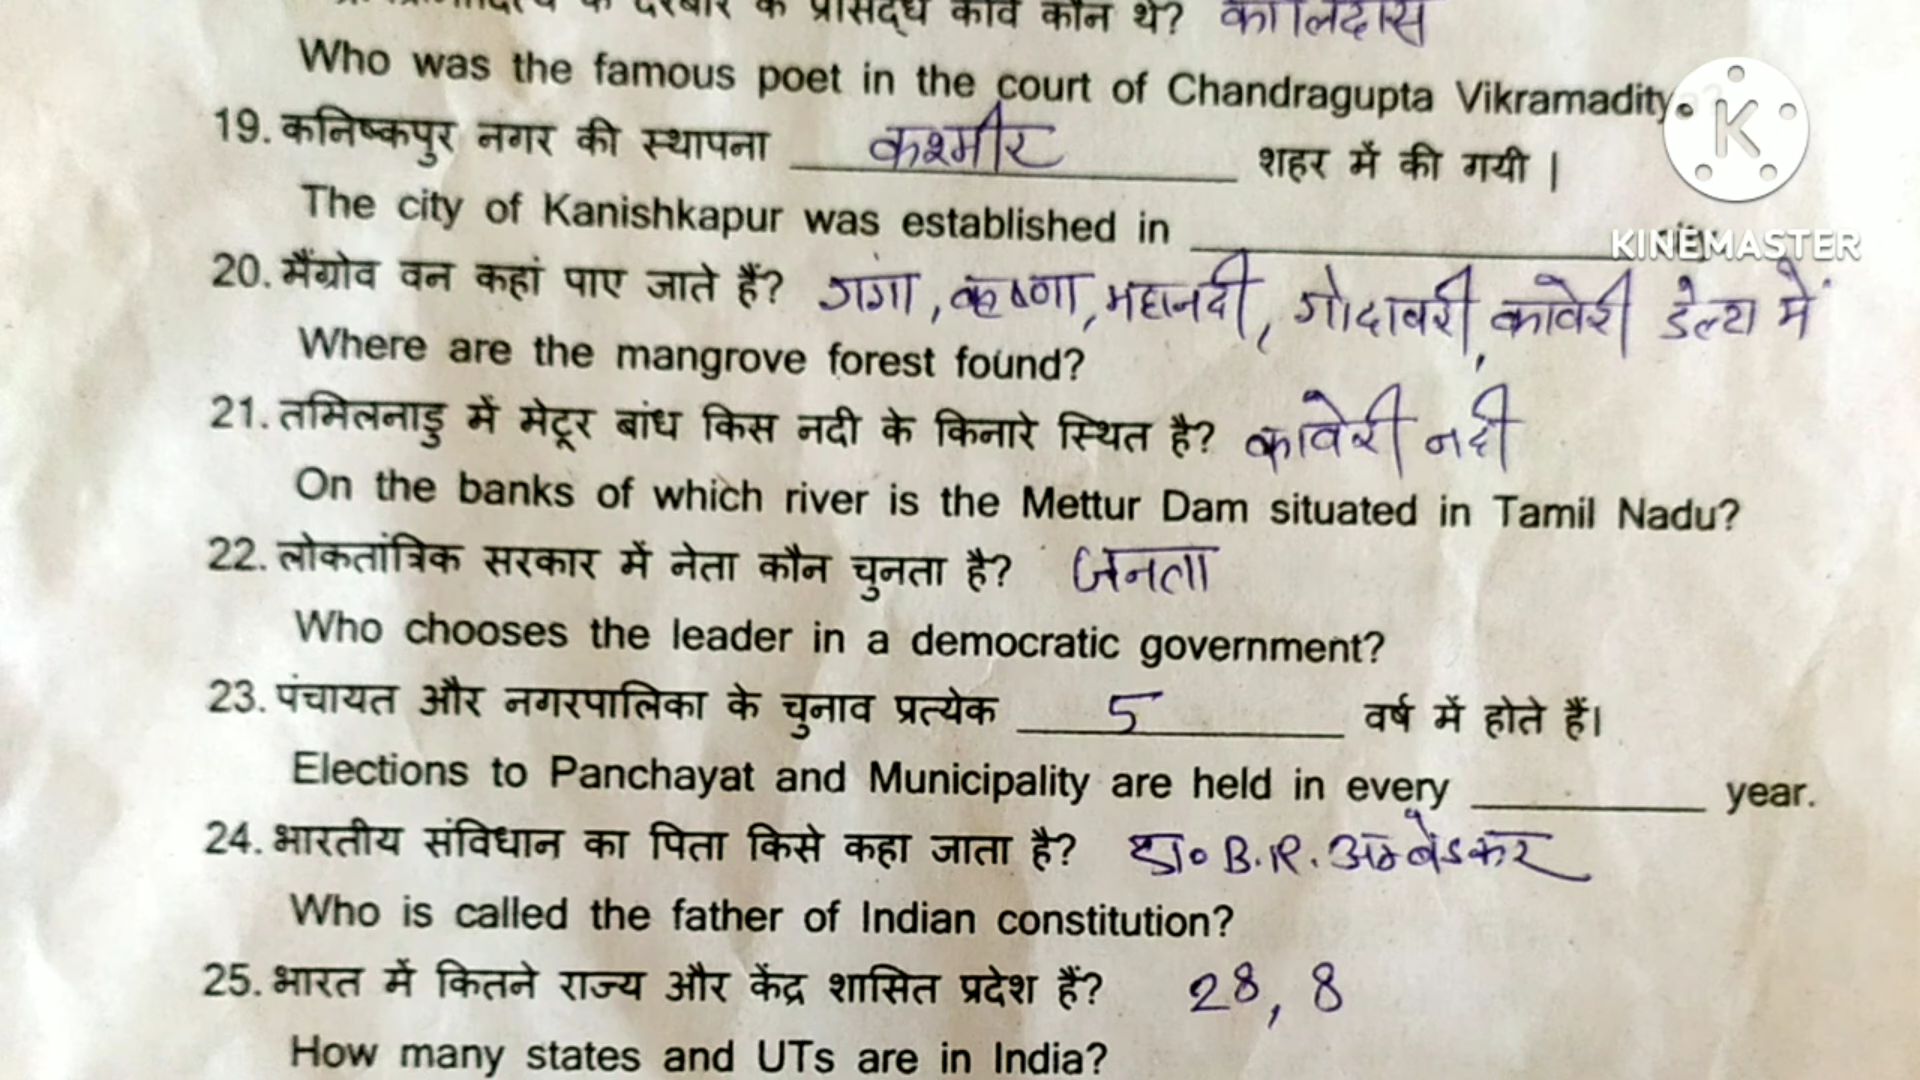 के दरबार के प्रसिद्ध कवि कौन थे? कालिदास
Who was the famous poet in the court of Chandragupta Vikramadity
19. कनिष्कपुर नगर की स्थापना कश्मीर शहर में की गयी |
The city of Kanishkapur was established in
KINEMASTER
20. मैंग्रोव वन कहां पाए जाते हैं? गंगा, कृष्णा, महानदी, गोदावरी, कावेरी डेल्टा में
Where are the mangrove forest found?
21. तमिलनाडु में मेटूर बांध किस नदी के किनारे स्थित है? कावेरी नदी
On the banks of which river is the Mettur Dam situated in Tamil Nadu?
22. लोकतांत्रिक सरकार में नेता कौन चुनता है? जनता
Who chooses the leader in a democratic government?
23. पंचायत और नगरपालिका के चुनाव प्रत्येक 5 वर्ष में होते हैं।
Elections to Panchayat and Municipality are held in every ________ year.
24. भारतीय संविधान का पिता किसे कहा जाता है? डा० B.R. अम्बेडकर
Who is called the father of Indian constitution?
25. भारत में कितने राज्य और केंद्र शासित प्रदेश हैं? 28, 8
How many states and UTs are in India?